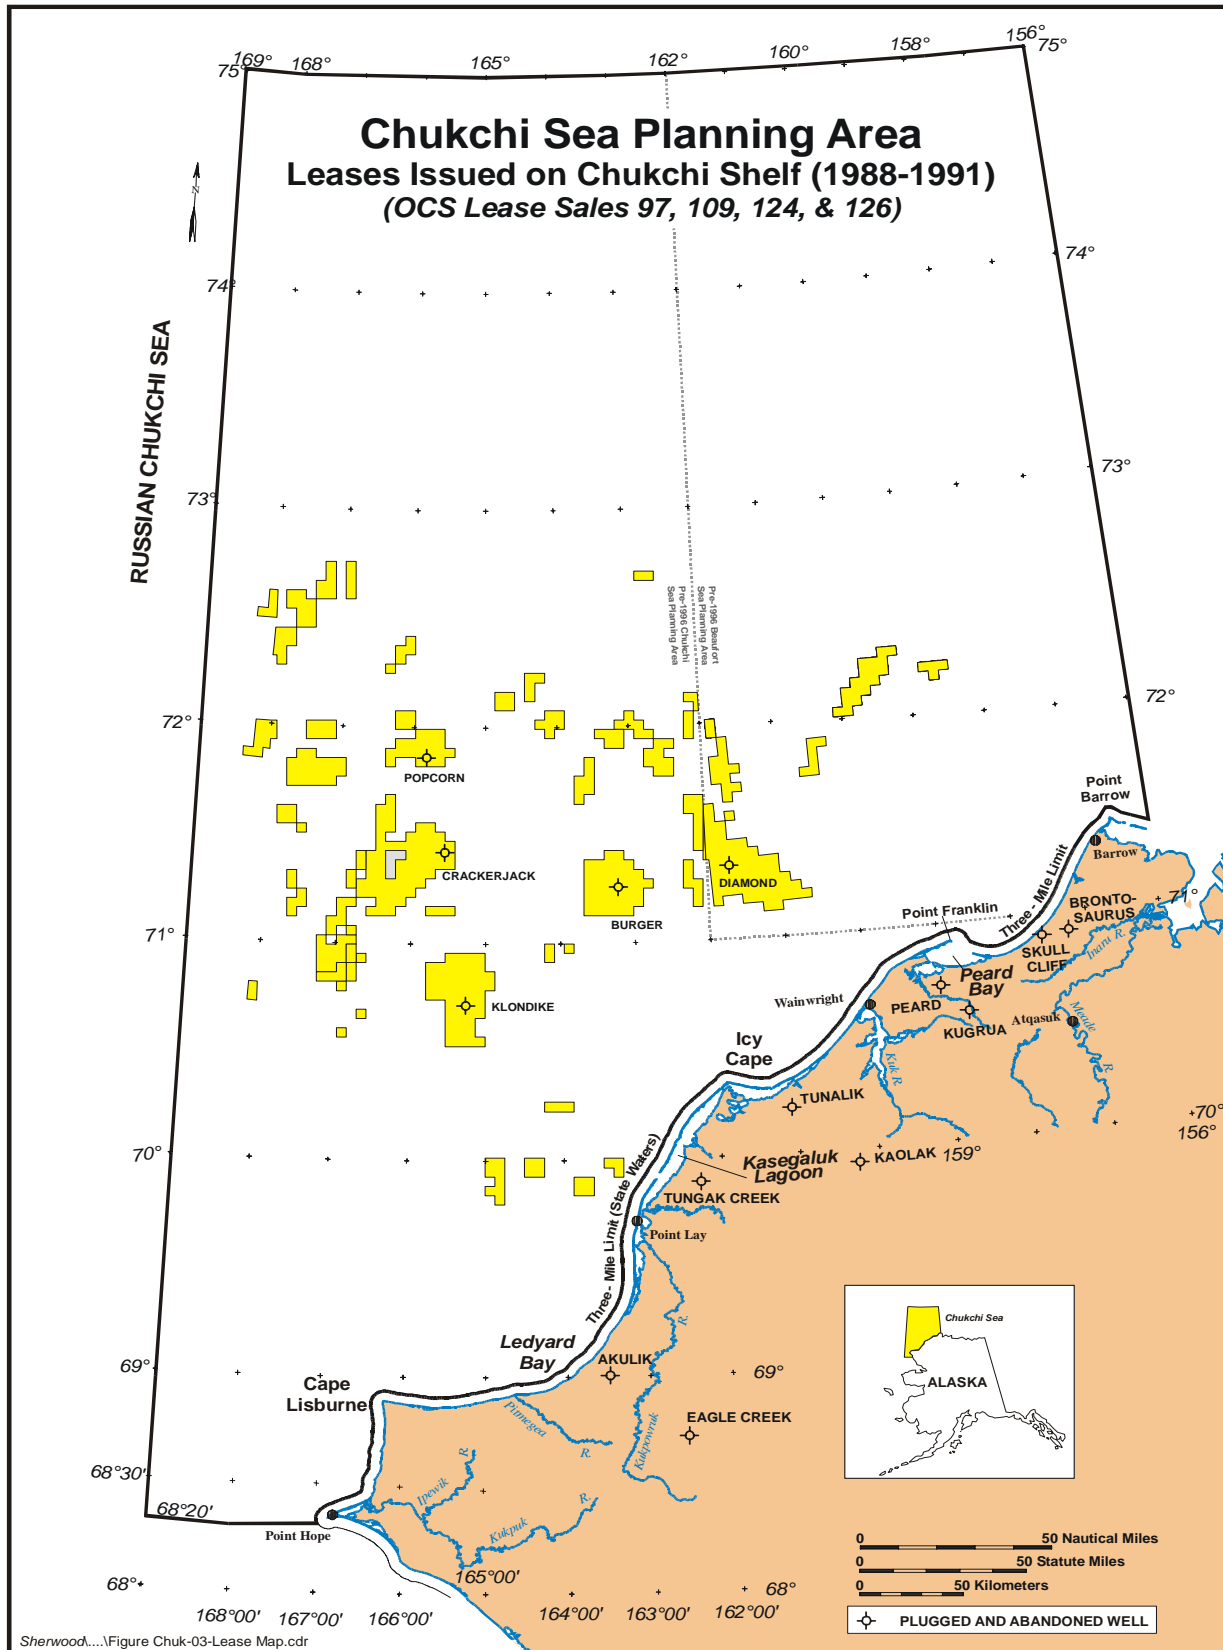 169° 168° 165° 162° 160° 158° 156°
75° 75°
Chukchi Sea Planning Area
Leases Issued on Chukchi Shelf (1988-1991)
(OCS Lease Sales 97, 109, 124, & 126)
N
74° 74°
RUSSIAN CHUKCHI SEA
73° 73°
Pre-1996 Chukchi
Sea Planning Area
Pre-1996 Beaufort
Sea Planning Area
72° 72°
POPCORN
Point
Barrow
Barrow
CRACKERJACK
BURGER
DIAMOND
Three - Mile Limit
Point Franklin
BRONTO-
SAURUS
71° 71°
SKULL
CLIFF
Inaru R.
Peard
Bay
KLONDIKE
Wainwright
PEARD
KUGRUA
Atqasuk
Meade
R.
Icy
Cape
Kuk R.
TUNALIK
70° 70°
156°
159°
KAOLAK
Kasegaluk
Lagoon
TUNGAK CREEK
Three - Mile Limit (State Waters)
Point Lay
R.
Kukpowruk
Ledyard
Bay
AKULIK
69° 69°
Cape
Lisburne
EAGLE CREEK
Pitmegea
R.
68°30'
68°20'
Ipewik
R.
Kukpuk
R.
Point Hope
68° 68°
168°00' 167°00' 166°00' 165°00' 164°00' 163°00' 162°00'
Chukchi Sea
ALASKA
0 50 Nautical Miles
0 50 Statute Miles
0 50 Kilometers
PLUGGED AND ABANDONED WELL
Sherwood\....\Figure Chuk-03-Lease Map.cdr